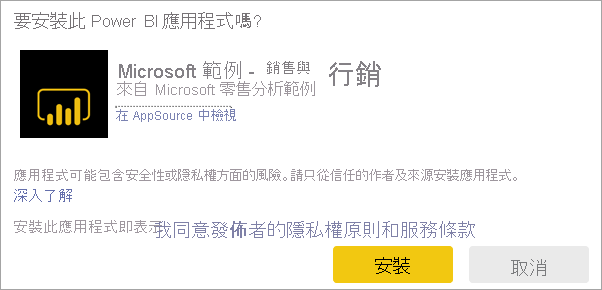 要安裝此 Power BI 應用程式嗎?
Microsoft 範例 - 銷售與 行銷
來自 Microsoft 零售分析範例
在 AppSource 中檢視
應用程式可能包含安全性或隱私權方面的風險。請只從信任的作者及來源安裝應用程式。
深入了解
安裝此應用程式即表示我同意發佈者的隱私權原則和服務條款
安裝 取消